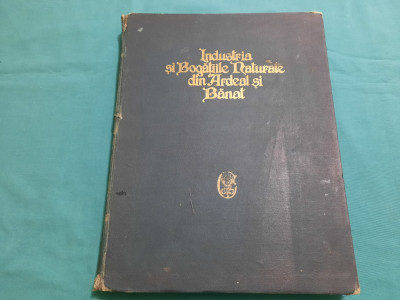 Industria
și Bogățiile Naturale
din Ardeal și
Bănat